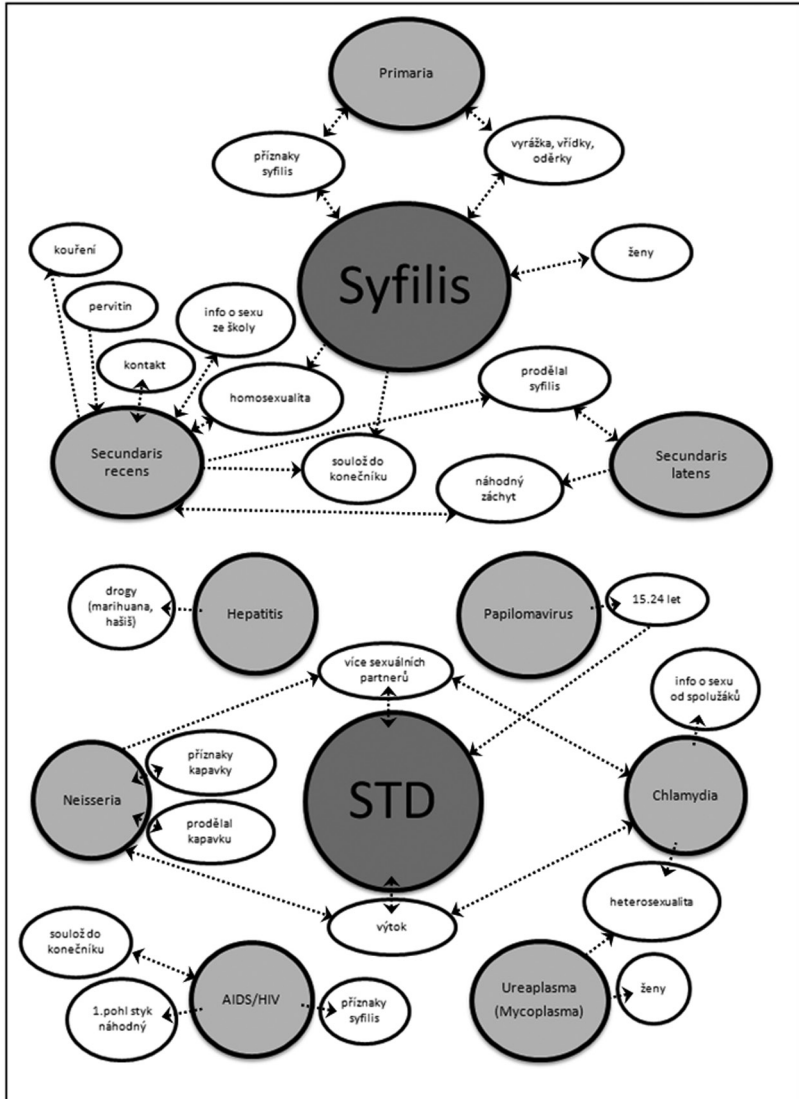 Primaria
příznaky
syfilis
vyrážka, vřídky,
oděrky
kouření
Syfilis
ženy
pervitin
info o sexu
ze školy
kontakt
homosexualita
prodělal
syfilis
Secundaris
recens
soulož do
konečníku
náhodný
záchyt
Secundaris
latens
drogy
(marihuana,
hašiš)
Hepatitis
Papilomavirus
15.24 let
více sexuálních
partnerů
info o sexu
od spolužáků
příznaky
kapavky
Neisseria
STD
Chlamydia
prodělal
kapavku
výtok
heterosexualita
soulož do
konečníku
AIDS/HIV
1.pohl styk
náhodný
příznaky
syfilis
Ureaplasma
(Mycoplasma)
ženy